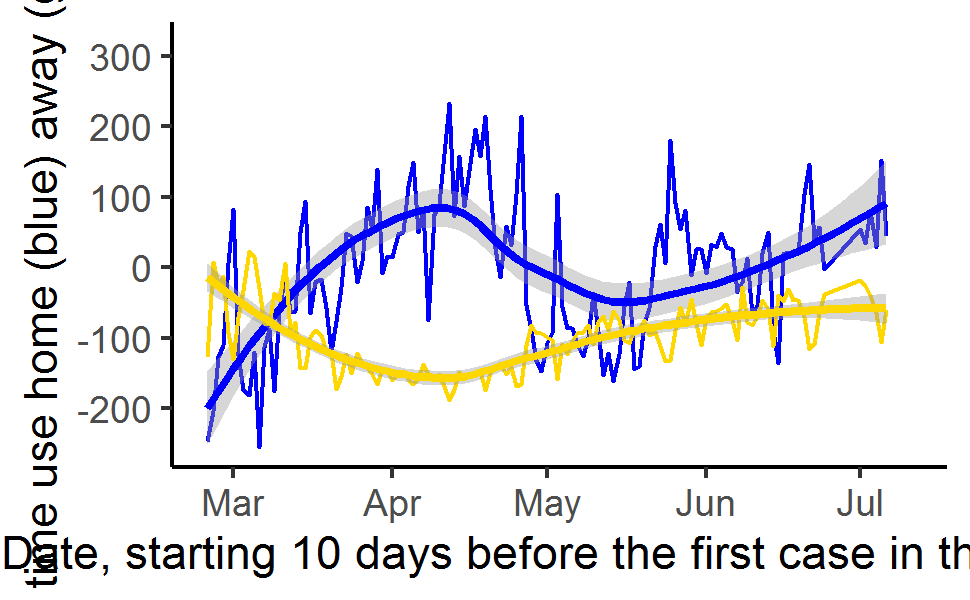 time use home (blue) away (
300
200
100
0
-100
-200
Mar Apr May Jun Jul
Date, starting 10 days before the first case in th